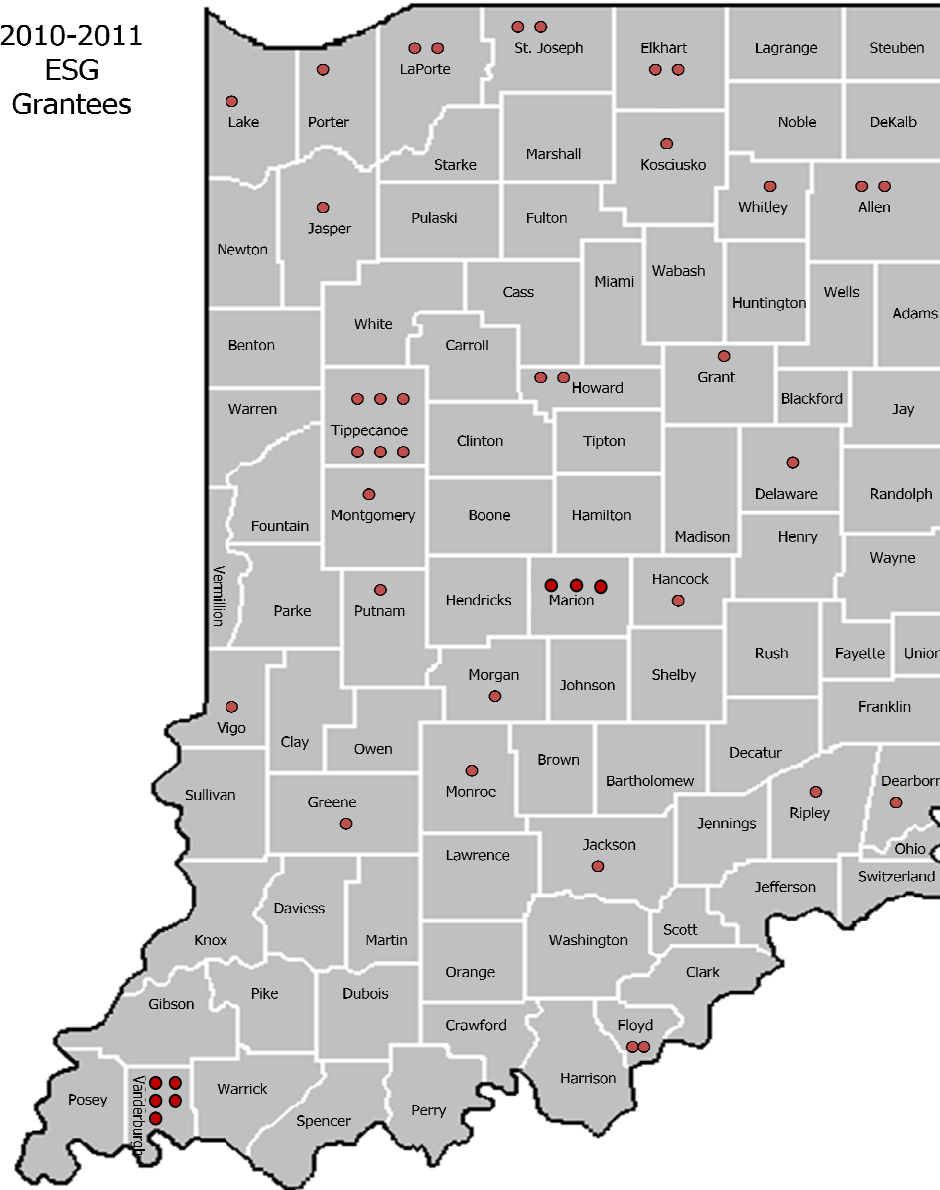 2010-2011
ESG
Grantees
St. Joseph
Elkhart
Lagrange
Steuben
LaPorte
Lake
Porter
Noble
DeKalb
Starke
Marshall
Kosciusko
Whitley
Allen
Jasper
Pulaski
Fulton
Newton
Miami
Wabash
Cass
Huntington
Wells
Adams
White
Benton
Carroll
Grant
Howard
Blackford
Warren
Jay
Tippecanoe
Clinton
Tipton
Delaware
Randolph
Montgomery
Boone
Hamilton
Fountain
Madison
Henry
Wayne
Vermillion
Parke
Putnam
Hendricks
Marion
Hancock
Rush
Fayette
Union
Morgan
Johnson
Shelby
Franklin
Vigo
Clay
Owen
Brown
Decatur
Bartholomew
Dearborn
Sullivan
Greene
Monroe
Ripley
Jennings
Jackson
Ohio
Lawrence
Jefferson
Switzerland
Daviess
Knox
Martin
Washington
Scott
Orange
Clark
Gibson
Pike
Dubois
Crawford
Floyd
Harrison
Posey
Vanderburgh
Warrick
Spencer
Perry